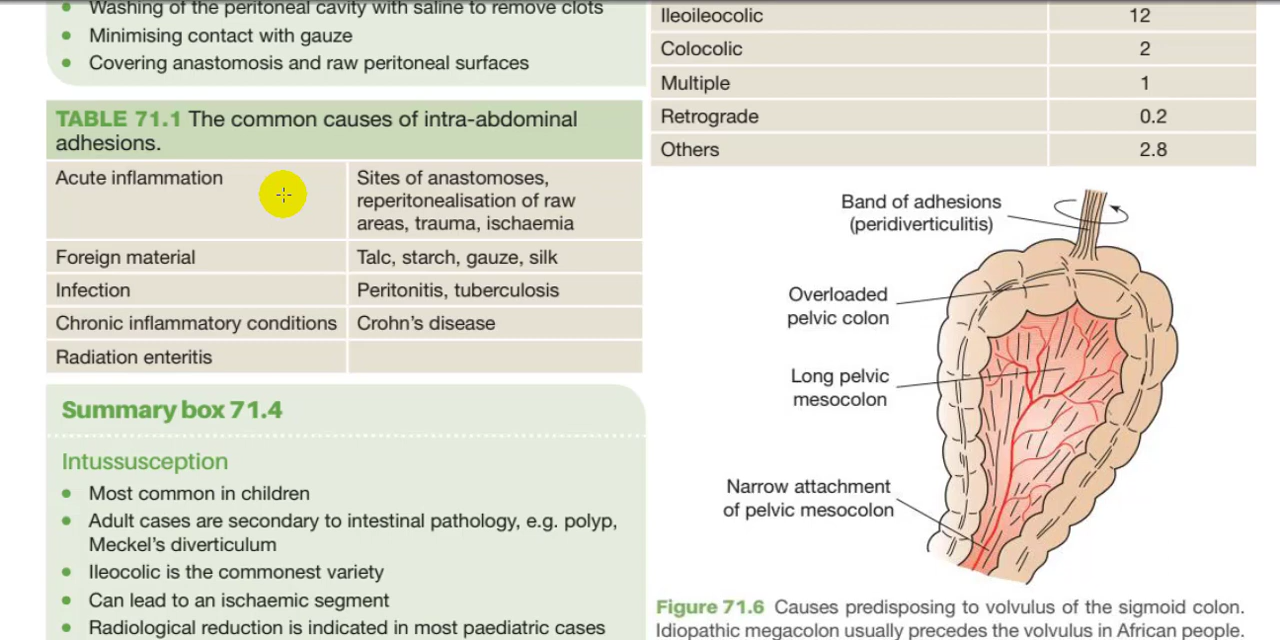 Washing of the peritoneal cavity with saline to remove clots
• Minimising contact with gauze
• Covering anastomosis and raw peritoneal surfaces
TABLE 71.1 The common causes of intra-abdominal
adhesions.
Acute inflammation
Sites of anastomoses,
reperitonealisation of raw
areas, trauma, ischaemia
Foreign material
Talc, starch, gauze, silk
Infection
Peritonitis, tuberculosis
Chronic inflammatory conditions
Crohn's disease
Radiation enteritis
Summary box 71.4
Intussusception
• Most common in children
• Adult cases are secondary to intestinal pathology, e.g. polyp,
Meckel's diverticulum
• Ileocolic is the commonest variety
• Can lead to an ischaemic segment
• Radiological reduction is indicated in most paediatric cases
Ileoileocolic 12
Colocolic 2
Multiple 1
Retrograde 0.2
Others 2.8
Band of adhesions
(peridiverticulitis)
Overloaded
pelvic colon
Long pelvic
mesocolon
Narrow attachment
of pelvic mesocolon
Figure 71.6 Causes predisposing to volvulus of the sigmoid colon.
Idiopathic megacolon usually precedes the volvulus in African people.